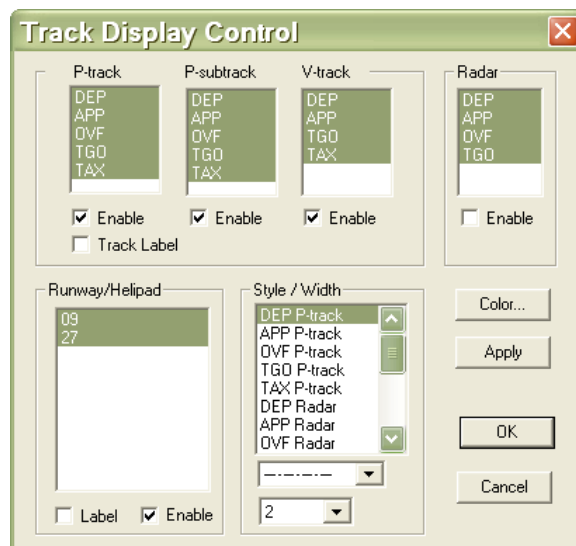 Track Display Control
P-track
DEP
APP
OVF
TGO
TAX
Enable
Track Label
P-subtrack
DEP
APP
OVF
TGO
TAX
Enable
V-track
DEP
APP
TGO
TAX
Enable
Radar
DEP
APP
OVF
TGO
Enable
Runway/Helipad
09
27
Label
Enable
Style / Width
DEP P-track
APP P-track
OVF P-track
TGO P-track
TAX P-track
DEP Radar
APP Radar
OVF Radar
2
Color...
Apply
OK
Cancel